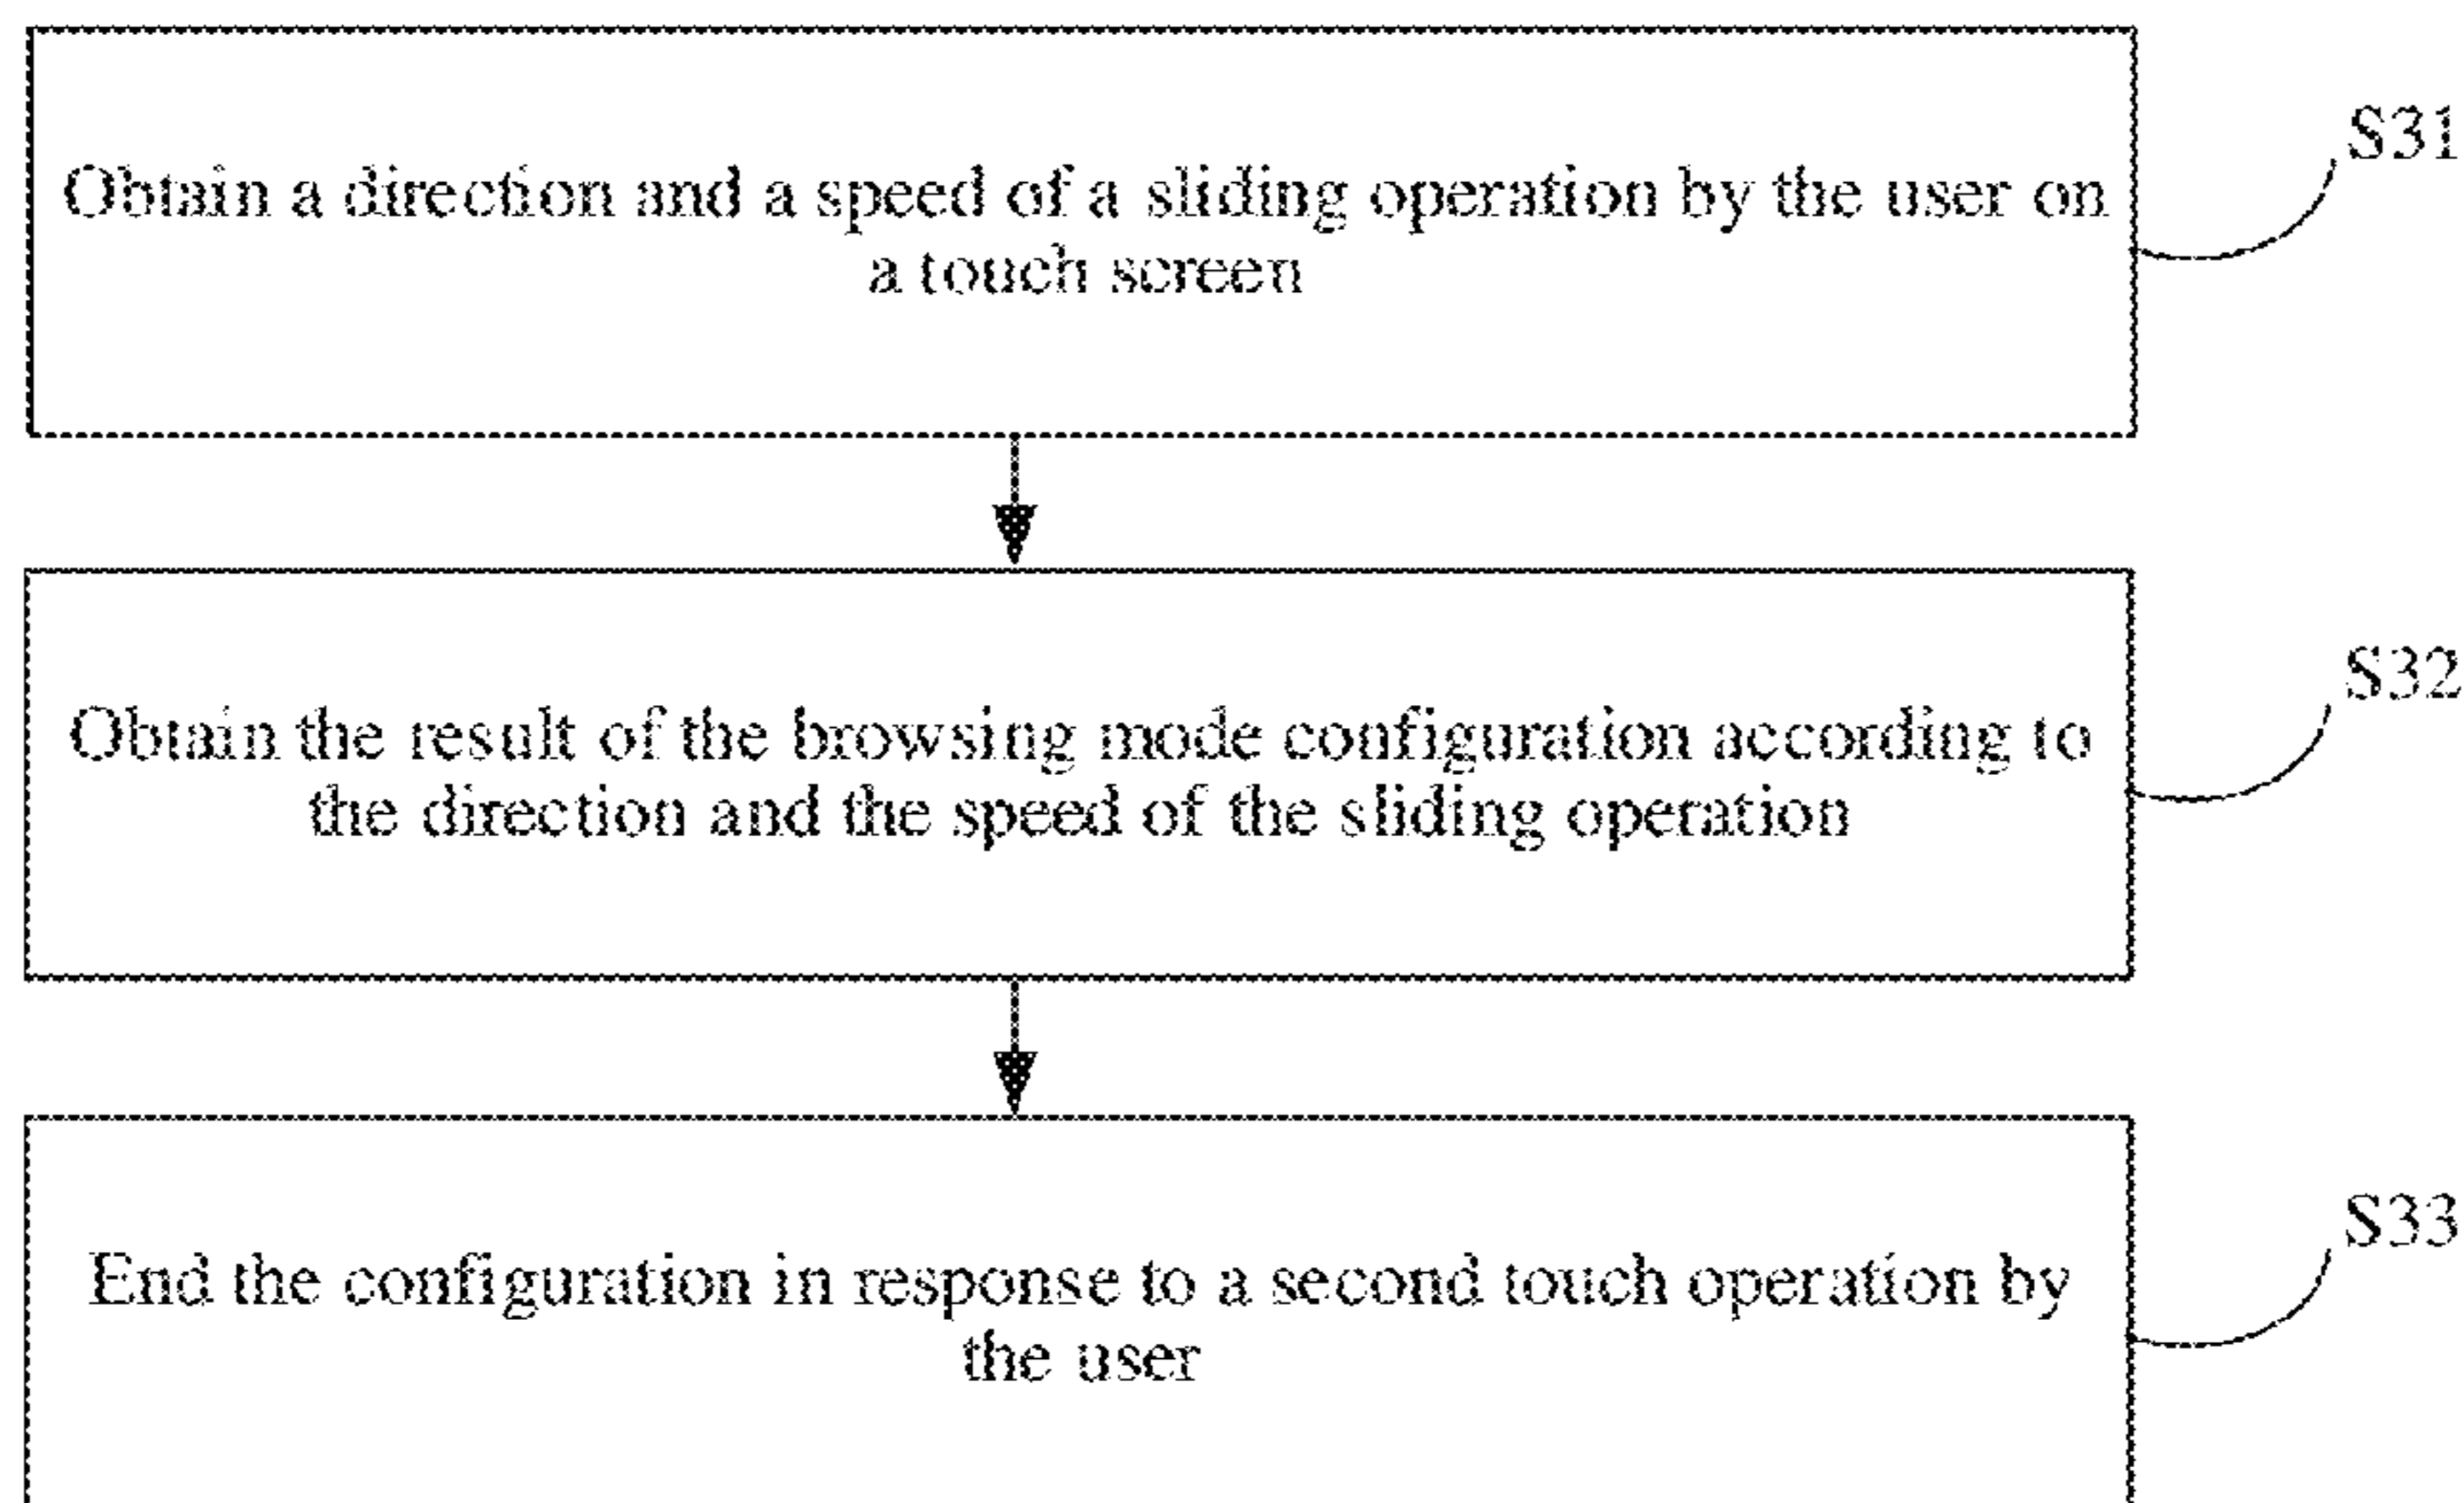 S31
Obtain a direction and a speed of a sliding operation by the user on
a touch screen
S32
Obtain the result of the browsing mode configuration according to
the direction and the speed of the sliding operation
S33
End the configuration in response to a second touch operation by
the user